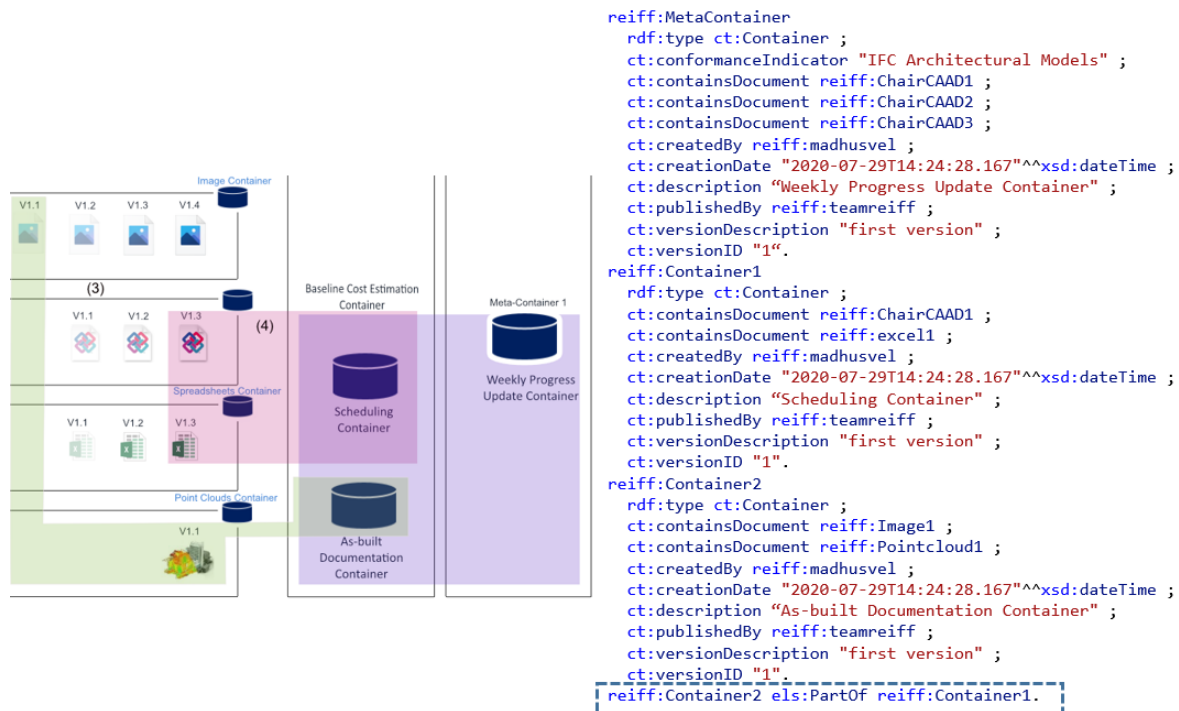 Image Container
V1.1 V1.2 V1.3 V1.4
(3)
V1.1 V1.2 V1.3
(4)
Spreadsheets Container
V1.1 V1.2 V1.3
Point Clouds Container
V1.1
Baseline Cost Estimation
Container
Scheduling
Container
As-built
Documentation
Container
Meta-Container 1
Weekly Progress
Update Container
reiff:MetaContainer
rdf:type ct:Container ;
ct:conformanceIndicator "IFC Architectural Models" ;
ct:containsDocument reiff:ChairCAAD1 ;
ct:containsDocument reiff:ChairCAAD2 ;
ct:containsDocument reiff:ChairCAAD3 ;
ct:createdBy reiff:madhusvel ;
ct:creationDate "2020-07-29T14:24:28.167"^^xsd:dateTime ;
ct:description “Weekly Progress Update Container" ;
ct:publishedBy reiff:teamreiff ;
ct:versionDescription "first version" ;
ct:versionID "1“.
reiff:Container1
rdf:type ct:Container ;
ct:containsDocument reiff:ChairCAAD1 ;
ct:containsDocument reiff:excel1 ;
ct:createdBy reiff:madhusvel ;
ct:creationDate "2020-07-29T14:24:28.167"^^xsd:dateTime ;
ct:description “Scheduling Container" ;
ct:publishedBy reiff:teamreiff ;
ct:versionDescription "first version" ;
ct:versionID "1".
reiff:Container2
rdf:type ct:Container ;
ct:containsDocument reiff:Image1 ;
ct:containsDocument reiff:Pointcloud1 ;
ct:createdBy reiff:madhusvel ;
ct:creationDate "2020-07-29T14:24:28.167"^^xsd:dateTime ;
ct:description “As-built Documentation Container" ;
ct:publishedBy reiff:teamreiff ;
ct:versionDescription "first version" ;
ct:versionID "1".
reiff:Container2 els:PartOf reiff:Container1.